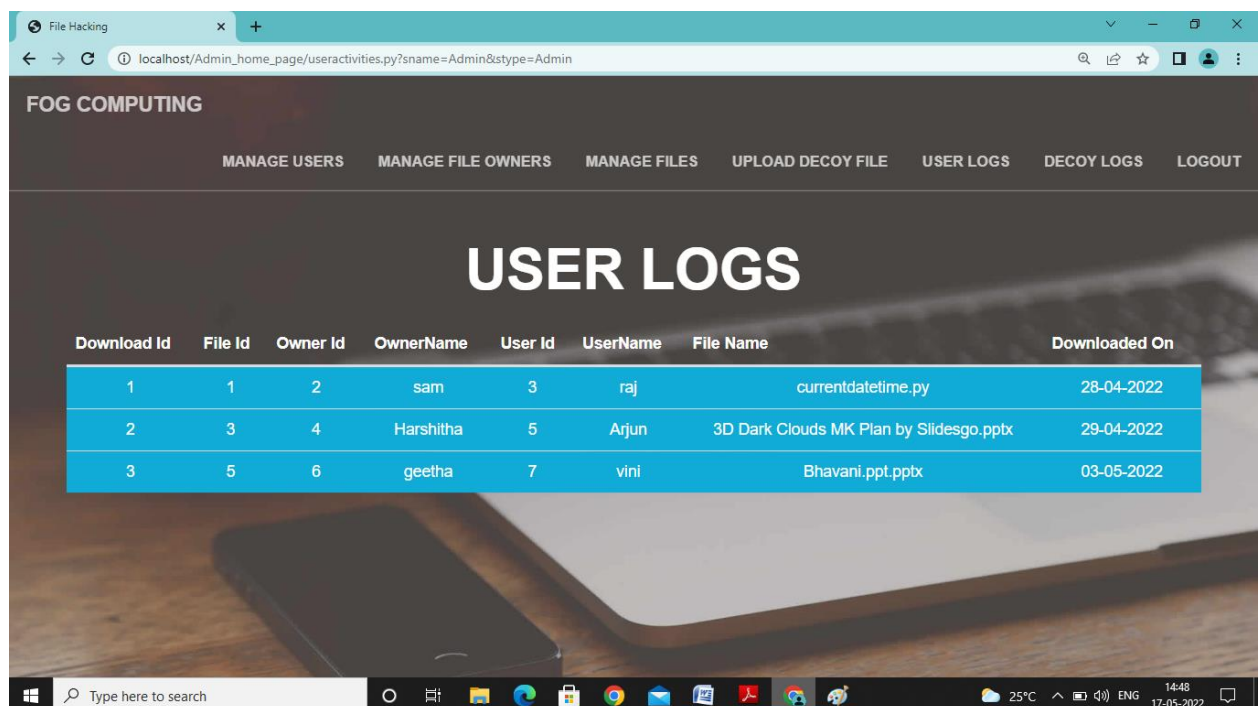 File Hacking
localhost/Admin_home_page/useractivities.py?sname=Admin&stype=Admin
FOG COMPUTING
MANAGE USERS MANAGE FILE OWNERS MANAGE FILES UPLOAD DECOY FILE USER LOGS DECOY LOGS LOGOUT
USER LOGS
Download Id File Id Owner Id OwnerName User Id UserName File Name Downloaded On
1 1 2 sam 3 raj currentdatetime.py 28-04-2022
2 3 4 Harshitha 5 Arjun 3D Dark Clouds MK Plan by Slidesgo.pptx 29-04-2022
3 5 6 geetha 7 vini Bhavani.ppt.pptx 03-05-2022
Type here to search 25°C ENG 14:48
17-05-2022